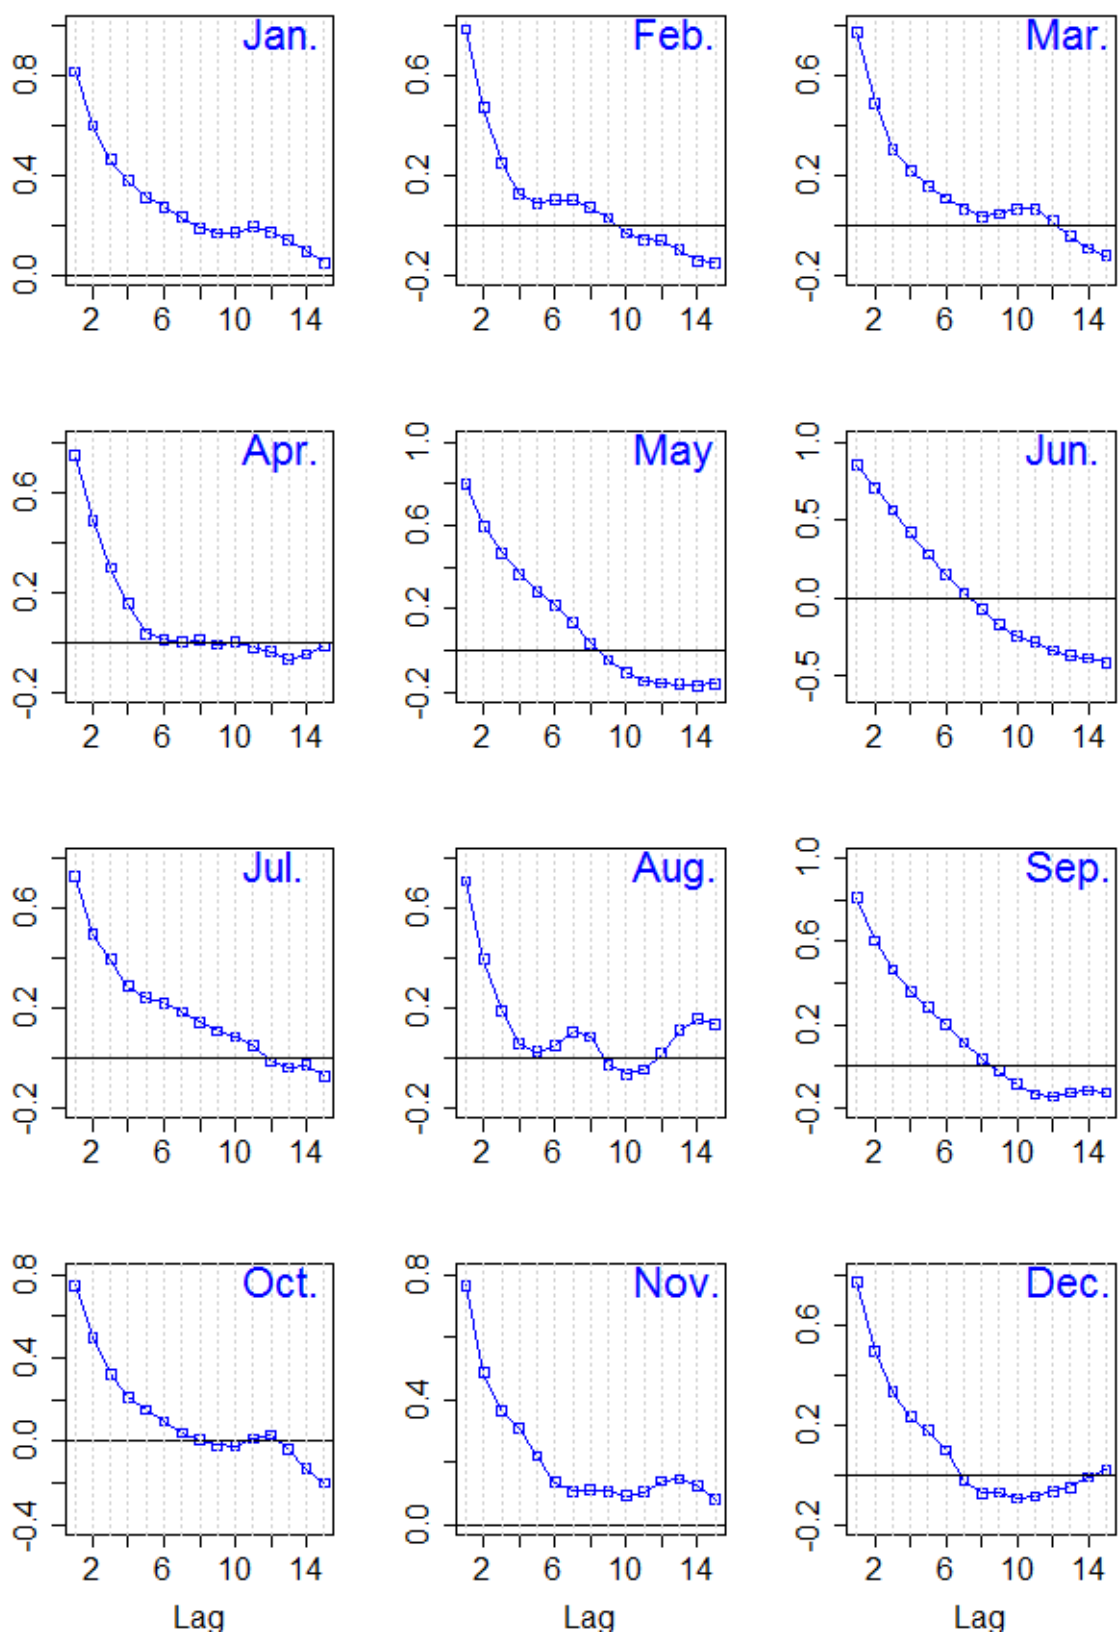 Jan. Feb. Mar.
0.8 0.6 0.6
0.4 0.2 0.2
0.0 -0.2 -0.2
2 6 10 14 2 6 10 14 2 6 10 14
Apr. May Jun.
1.0 1.0
0.6 0.6 0.5
0.2 0.2 0.0
-0.2 -0.2 -0.5
2 6 10 14 2 6 10 14 2 6 10 14
Jul. Aug. Sep.
1.0
0.6 0.6 0.6
0.2 0.2 0.2
-0.2 -0.2 -0.2
2 6 10 14 2 6 10 14 2 6 10 14
Oct. Nov. Dec.
0.8 0.8
0.4 0.4 0.6
0.0 0.0 0.2
-0.4 -0.2
2 6 10 14 2 6 10 14 2 6 10 14
Lag Lag Lag